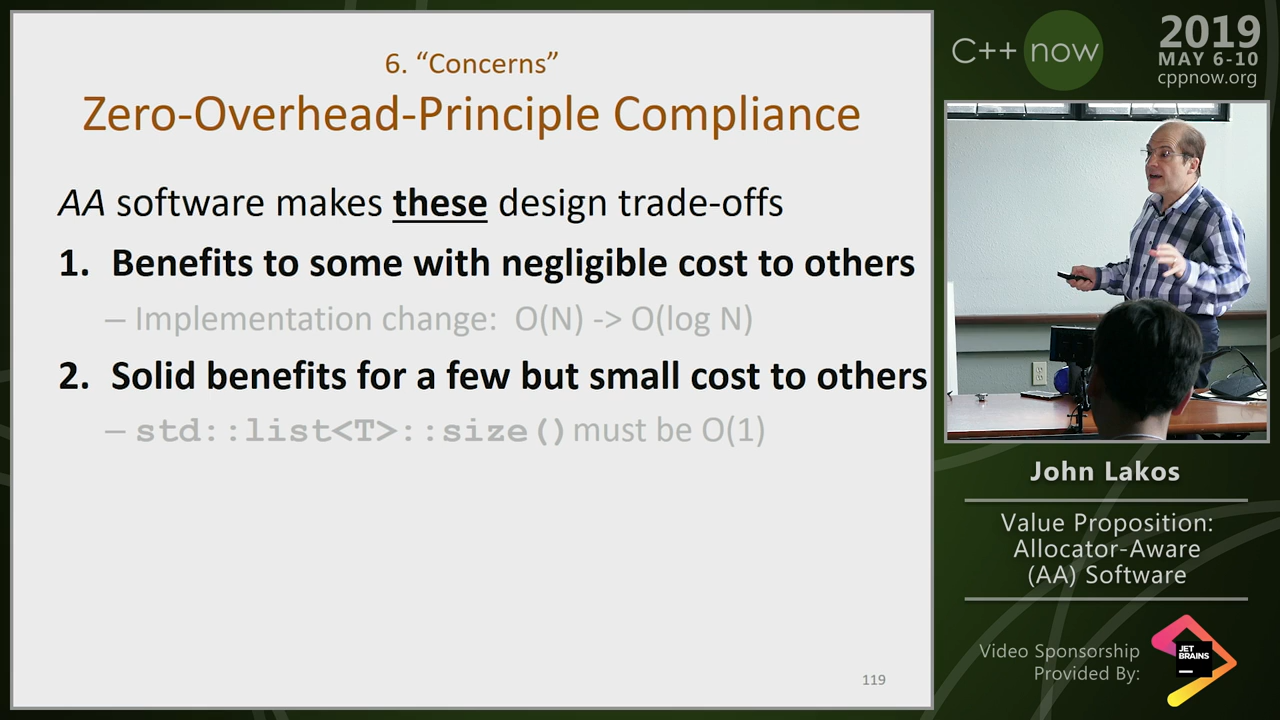 6. “Concerns”
Zero-Overhead-Principle Compliance
AA software makes these design trade-offs
1. Benefits to some with negligible cost to others
– Implementation change: O(N) -> O(log N)
2. Solid benefits for a few but small cost to others
– std::list<T>::size() must be O(1)
119
C++ now
2019
MAY 6-10
cppnow.org
John Lakos
Value Proposition:
Allocator-Aware
(AA) Software
Video Sponsorship
Provided By:
JET
BRAINS